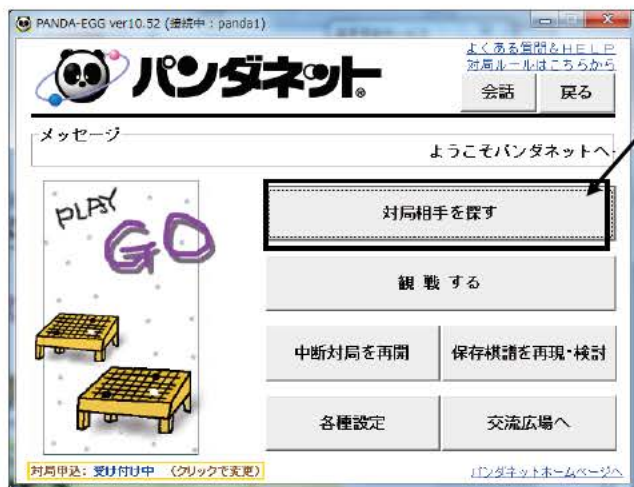 PANDA-EGG ver10.52 (接続中：panda1)
よくある質問＆ＨＥＬＰ
対局ルールはこちらから
パンダネット®
会話
戻る
メッセージ
ようこそパンダネットへ
PLAY
GO
対局相手を探す
観 戦 する
中断対局を再開
保存棋譜を再現・検討
各種設定
交流広場へ
対局申込：受け付け中 （クリックで変更）
パンダネットホームページへ